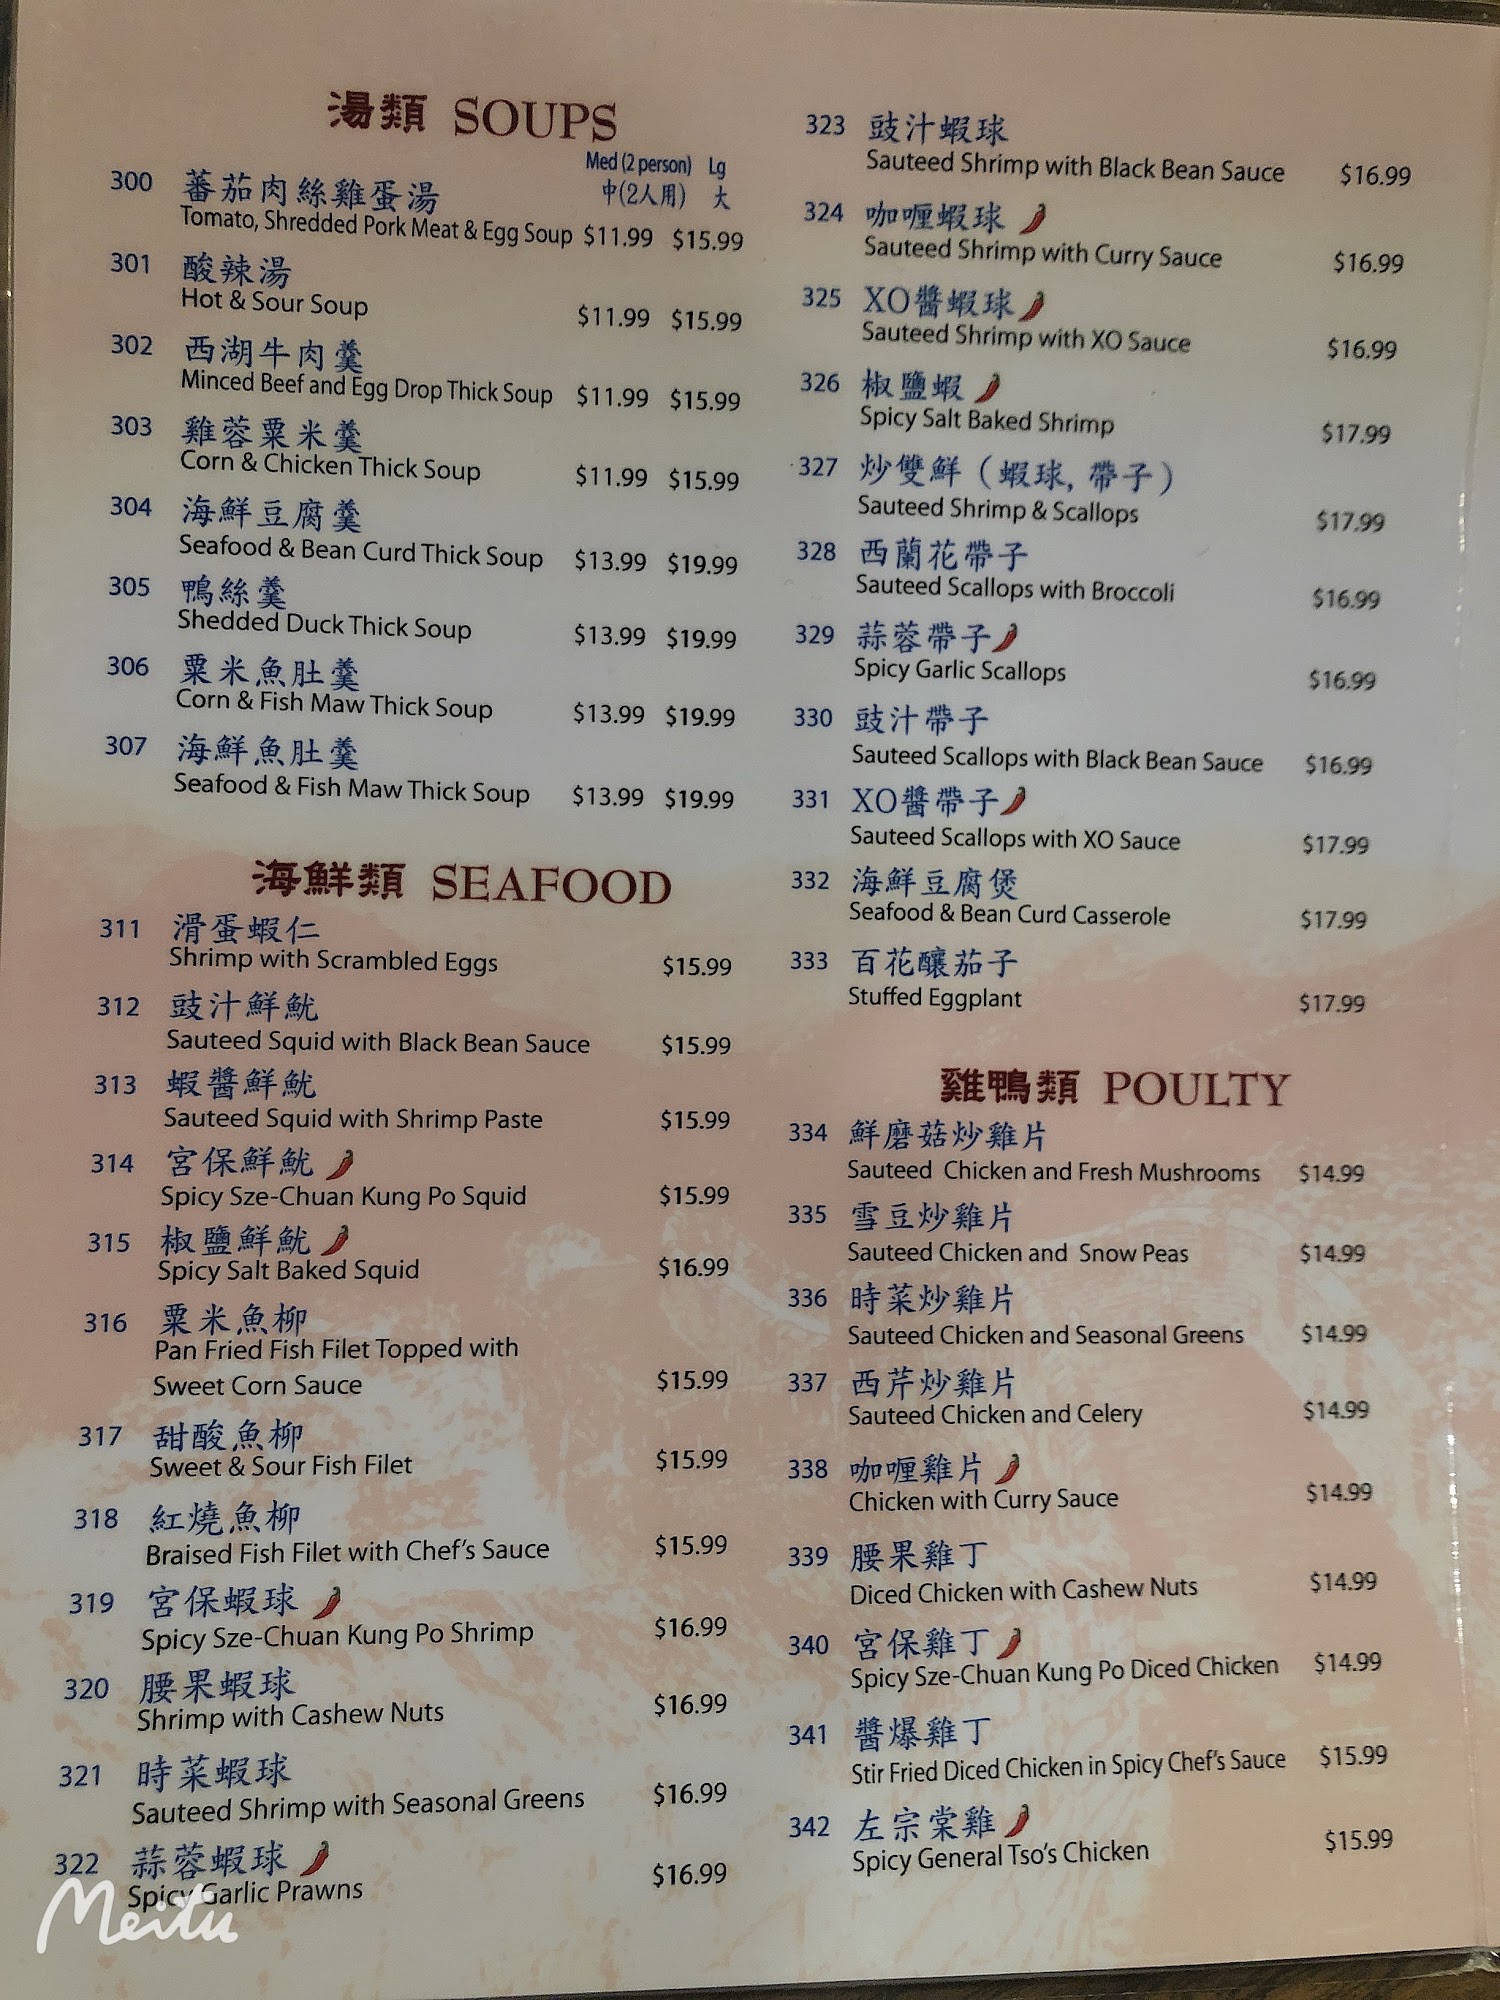 湯類 SOUPS
Med (2 person) Lg
中(2人用) 大
300 蕃茄肉絲雞蛋湯
Tomato, Shredded Pork Meat & Egg Soup $11.99 $15.99
301 酸辣湯
Hot & Sour Soup $11.99 $15.99
302 西湖牛肉羹
Minced Beef and Egg Drop Thick Soup $11.99 $15.99
303 雞蓉粟米羹
Corn & Chicken Thick Soup $11.99 $15.99
304 海鮮豆腐羹
Seafood & Bean Curd Thick Soup $13.99 $19.99
305 鴨絲羹
Shedded Duck Thick Soup $13.99 $19.99
306 粟米魚肚羹
Corn & Fish Maw Thick Soup $13.99 $19.99
307 海鮮魚肚羹
Seafood & Fish Maw Thick Soup $13.99 $19.99
海鮮類 SEAFOOD
311 滑蛋蝦仁
Shrimp with Scrambled Eggs $15.99
312 豉汁鮮魷
Sauteed Squid with Black Bean Sauce $15.99
313 蝦醬鮮魷
Sauteed Squid with Shrimp Paste $15.99
314 宮保鮮魷
Spicy Sze-Chuan Kung Po Squid $15.99
315 椒鹽鮮魷
Spicy Salt Baked Squid $16.99
316 粟米魚柳
Pan Fried Fish Filet Topped with
Sweet Corn Sauce $15.99
317 甜酸魚柳
Sweet & Sour Fish Filet $15.99
318 紅燒魚柳
Braised Fish Filet with Chef's Sauce $15.99
319 宮保蝦球
Spicy Sze-Chuan Kung Po Shrimp $16.99
320 腰果蝦球
Shrimp with Cashew Nuts $16.99
321 時菜蝦球
Sauteed Shrimp with Seasonal Greens $16.99
322 蒜蓉蝦球
Spicy Garlic Prawns $16.99
323 豉汁蝦球
Sauteed Shrimp with Black Bean Sauce $16.99
324 咖喱蝦球
Sauteed Shrimp with Curry Sauce $16.99
325 XO醬蝦球
Sauteed Shrimp with XO Sauce $16.99
326 椒鹽蝦
Spicy Salt Baked Shrimp $17.99
327 炒雙鮮 (蝦球, 帶子)
Sauteed Shrimp & Scallops $17.99
328 西蘭花帶子
Sauteed Scallops with Broccoli $16.99
329 蒜蓉帶子
Spicy Garlic Scallops $16.99
330 豉汁帶子
Sauteed Scallops with Black Bean Sauce $16.99
331 XO醬帶子
Sauteed Scallops with XO Sauce $17.99
332 海鮮豆腐煲
Seafood & Bean Curd Casserole $17.99
333 百花釀茄子
Stuffed Eggplant $17.99
雞鴨類 POULTY
334 鮮磨菇炒雞片
Sauteed Chicken and Fresh Mushrooms $14.99
335 雪豆炒雞片
Sauteed Chicken and Snow Peas $14.99
336 時菜炒雞片
Sauteed Chicken and Seasonal Greens $14.99
337 西芹炒雞片
Sauteed Chicken and Celery $14.99
338 咖喱雞片
Chicken with Curry Sauce $14.99
339 腰果雞丁
Diced Chicken with Cashew Nuts $14.99
340 宮保雞丁
Spicy Sze-Chuan Kung Po Diced Chicken $14.99
341 醬爆雞丁
Stir Fried Diced Chicken in Spicy Chef's Sauce $15.99
342 左宗棠雞
Spicy General Tso's Chicken $15.99
Meitu